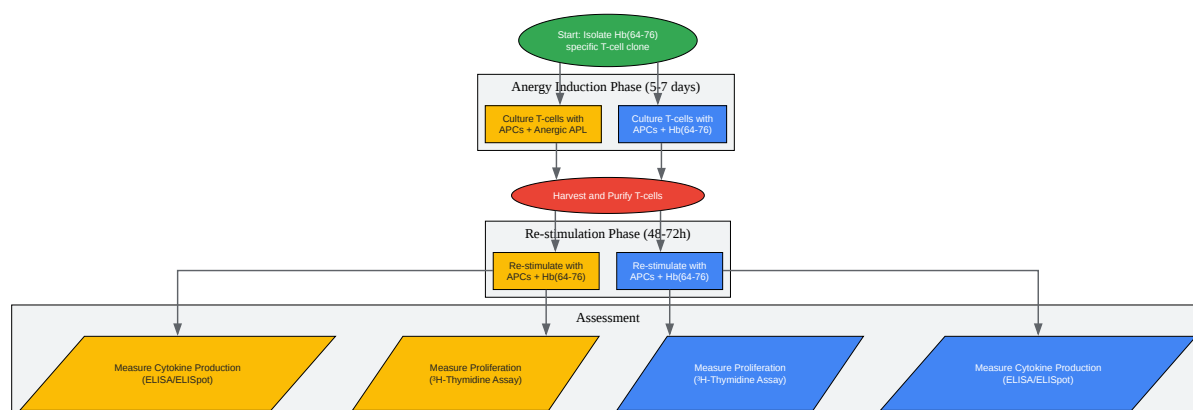 Start: Isolate Hb(64-76)
specific T-cell clone
Anergy Induction Phase (5-7 days)
Culture T-cells with
APCs + Anergic APL
Culture T-cells with
APCs + Hb(64-76)
Harvest and Purify T-cells
Re-stimulation Phase (48-72h)
Re-stimulate with
APCs + Hb(64-76)
Re-stimulate with
APCs + Hb(64-76)
Assessment
Measure Cytokine Production
(ELISA/ELISpot)
Measure Proliferation
(³H-Thymidine Assay)
Measure Proliferation
(³H-Thymidine Assay)
Measure Cytokine Production
(ELISA/ELISpot)